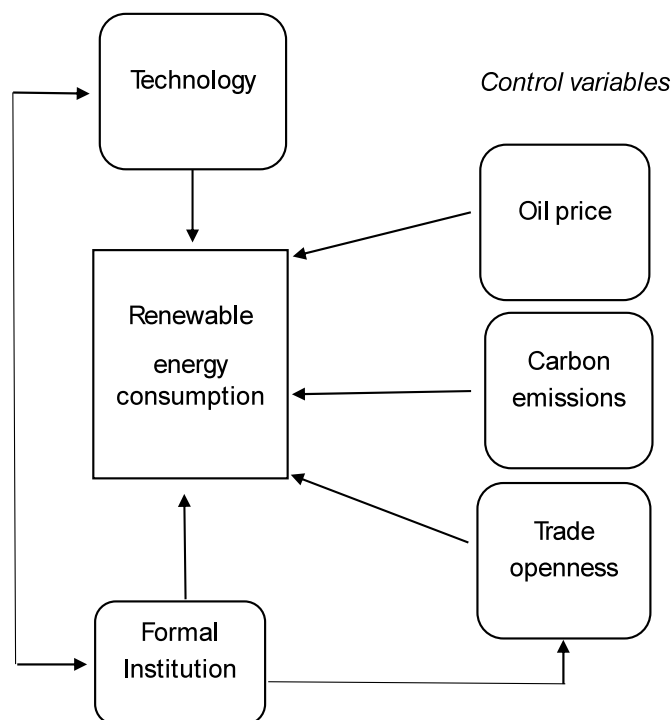 Technology
Control variables
Oil price
Renewable
energy
consumption
Carbon
emissions
Trade
openness
Formal
Institution